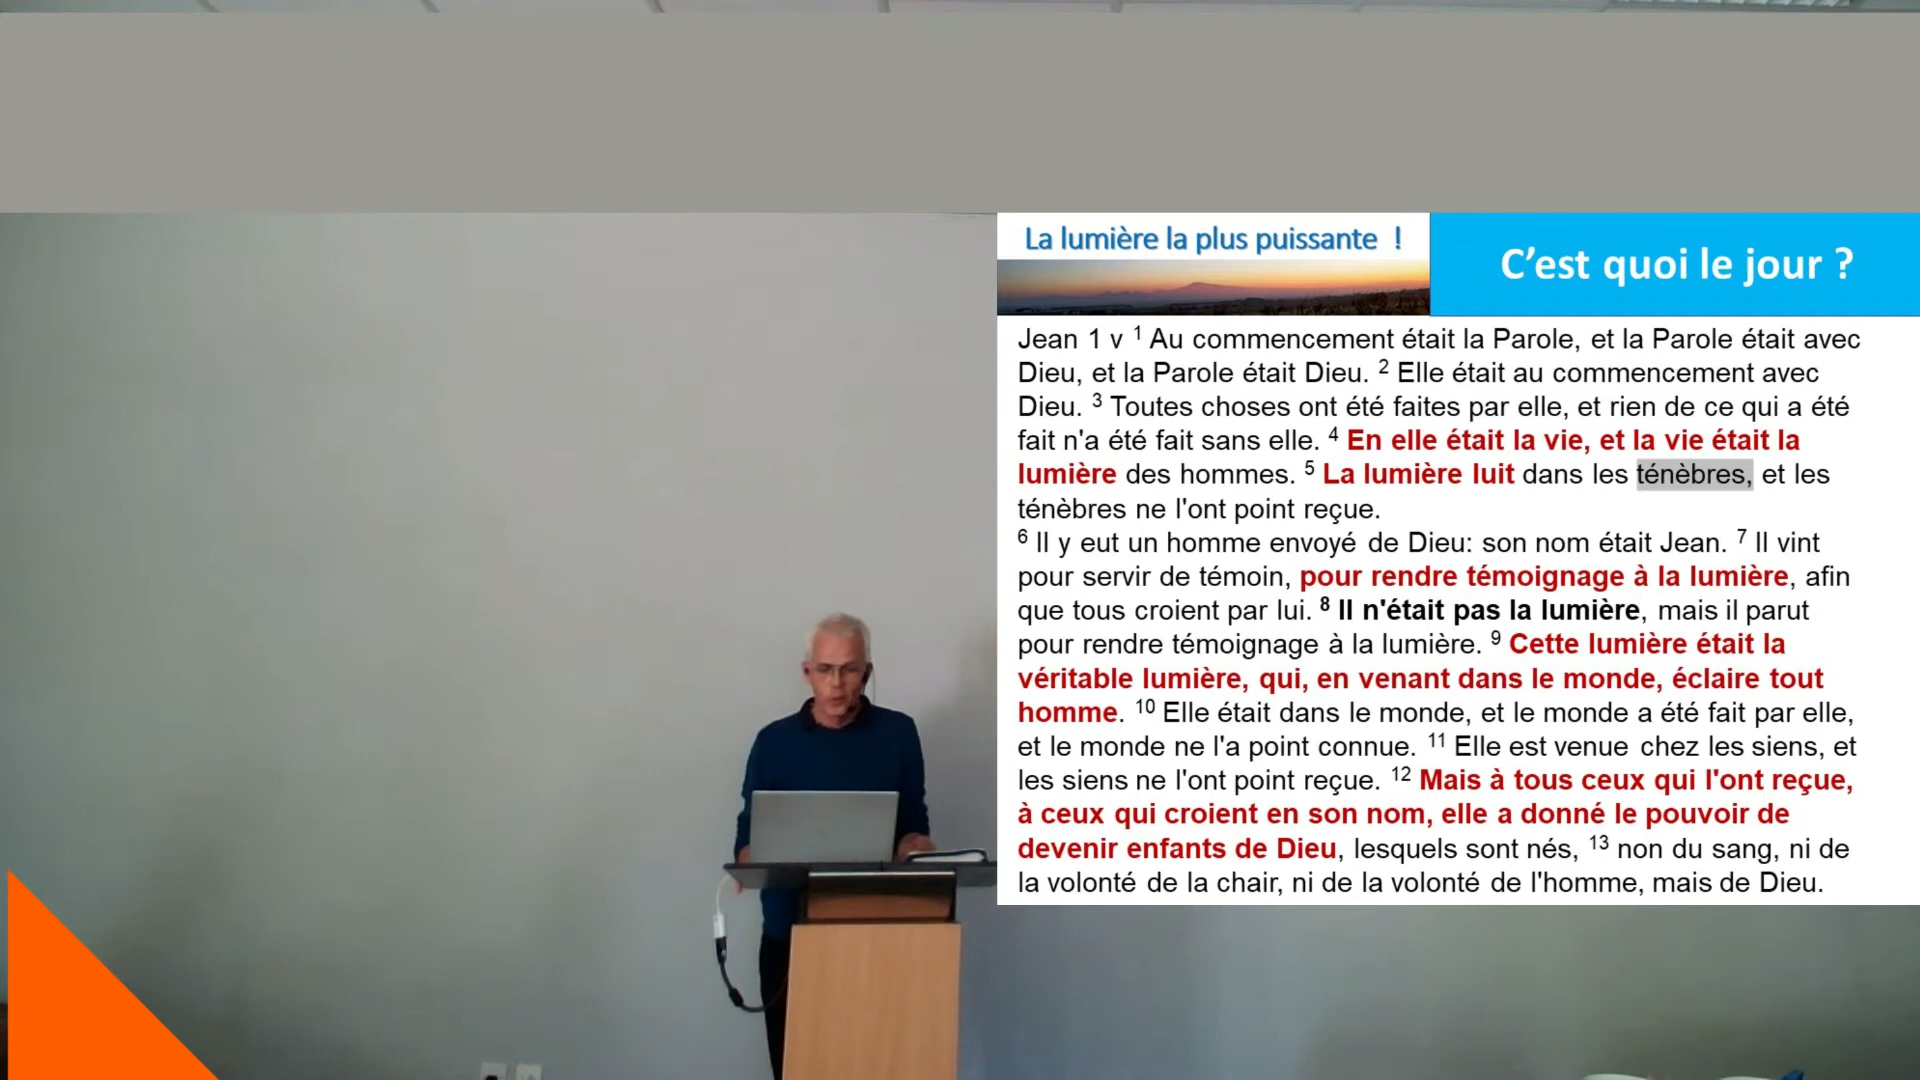 La lumière la plus puissante !
C'est quoi le jour ?
Jean 1 v 1 Au commencement était la Parole, et la Parole était avec
Dieu, et la Parole était Dieu. 2 Elle était au commencement avec
Dieu. 3 Toutes choses ont été faites par elle, et rien de ce qui a été
fait n'a été fait sans elle. 4 En elle était la vie, et la vie était la
lumière des hommes. 5 La lumière luit dans les ténèbres, et les
ténèbres ne l'ont point reçue.
6 Il y eut un homme envoyé de Dieu: son nom était Jean. 7 Il vint
pour servir de témoin, pour rendre témoignage à la lumière, afin
que tous croient par lui. 8 Il n'était pas la lumière, mais il parut
pour rendre témoignage à la lumière. 9 Cette lumière était la
véritable lumière, qui, en venant dans le monde, éclaire tout
homme. 10 Elle était dans le monde, et le monde a été fait par elle,
et le monde ne l'a point connue. 11 Elle est venue chez les siens, et
les siens ne l'ont point reçue. 12 Mais à tous ceux qui l'ont reçue,
à ceux qui croient en son nom, elle a donné le pouvoir de
devenir enfants de Dieu, lesquels sont nés, 13 non du sang, ni de
la volonté de la chair, ni de la volonté de l'homme, mais de Dieu.